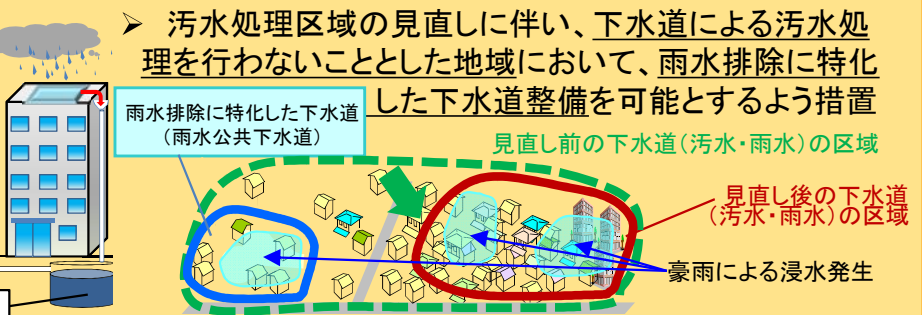 ➢ 汚水処理区域の見直しに伴い、下水道による汚水処
理を行わないこととした地域において、雨水排除に特化
した下水道整備を可能とするよう措置
雨水排除に特化した下水道
（雨水公共下水道）
見直し前の下水道（汚水・雨水）の区域
見直し後の下水道
（汚水・雨水）の区域
豪雨による浸水発生